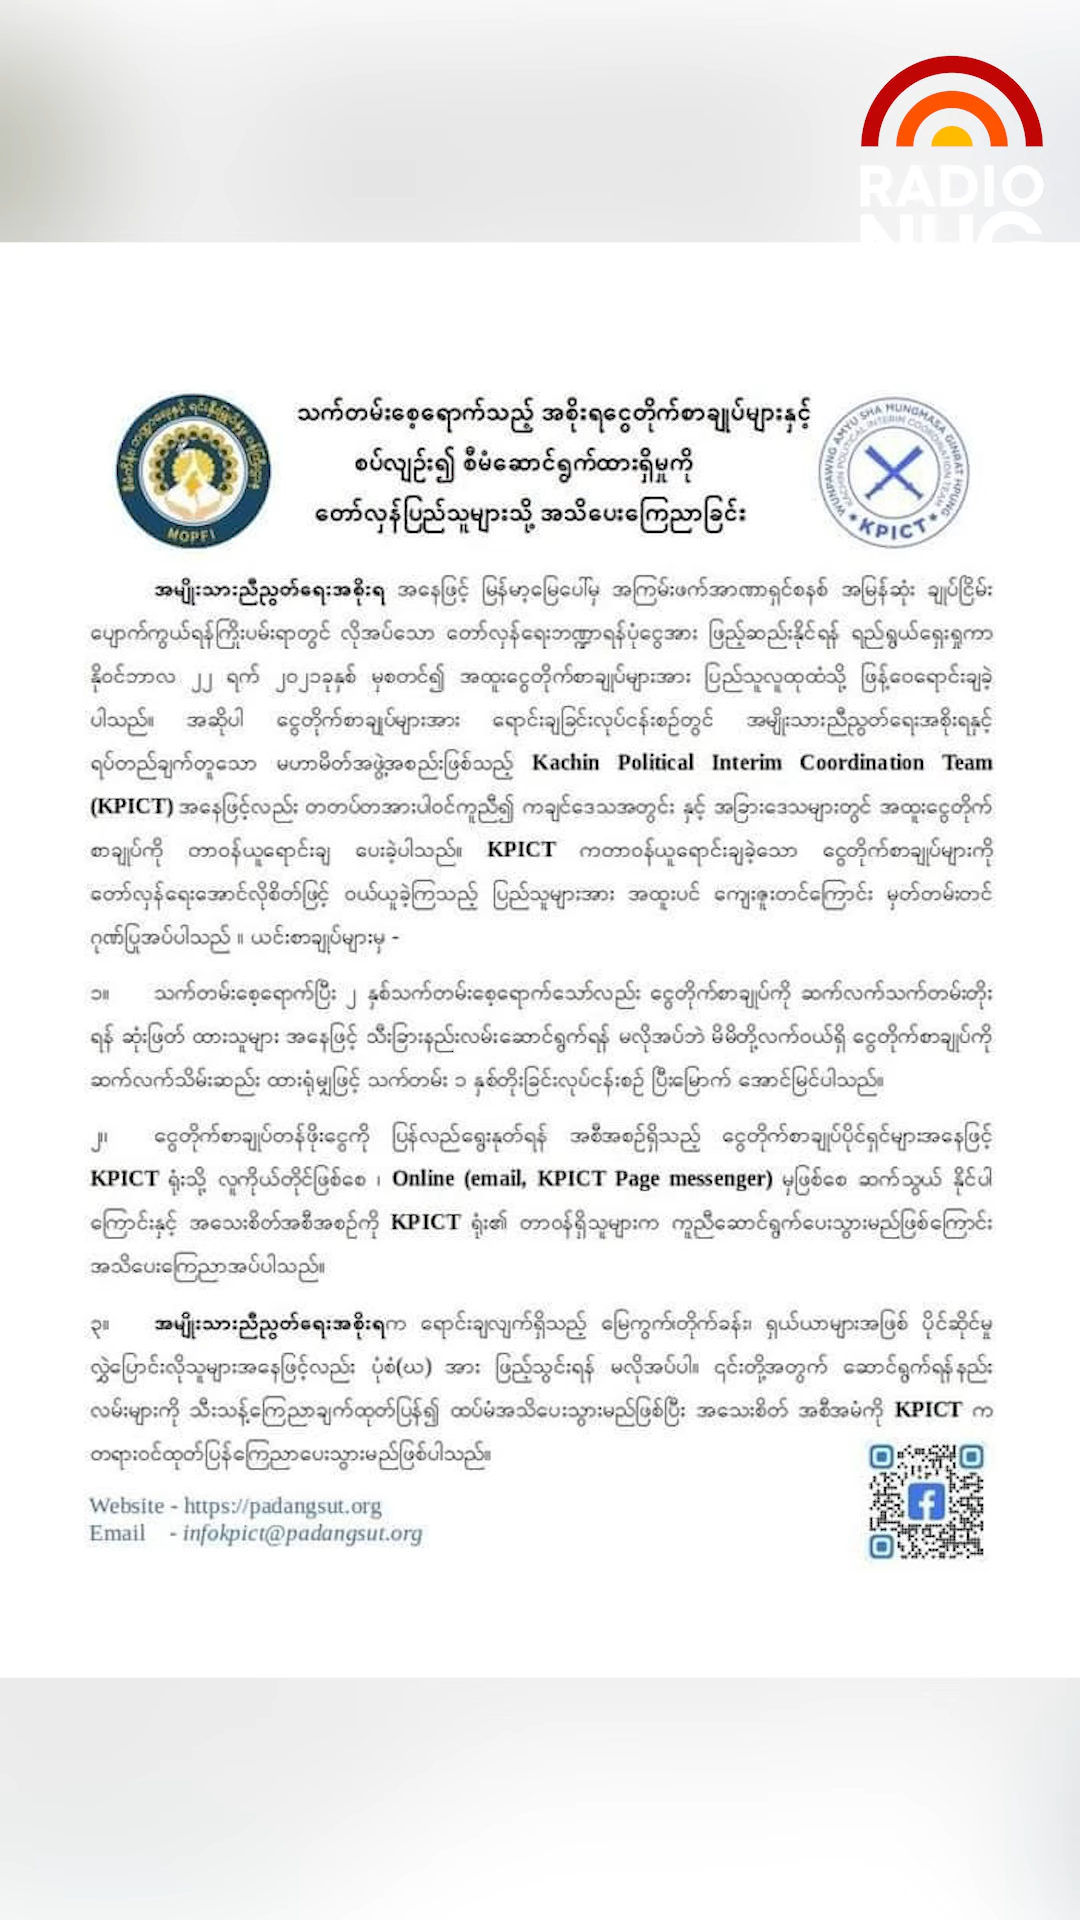 RADIO
NUG
သက်တမ်းစေ့ရောက်သည့် အစိုးရငွေတိုက်စာချုပ်များနှင့်
စပ်လျဉ်း၍ စီမံဆောင်ရွက်ထားရှိမှုကို
တော်လှန်ပြည်သူများသို့ အသိပေးကြေညာခြင်း
MOPFI
WUNPAWNG AMYU SHA MUNGMASA GINRAT HPUNG
KACHIN POLITICAL INTERIM COORDINATION TEAM
KPICT
အမျိုးသားညီညွတ်ရေးအစိုးရ အနေဖြင့် မြန်မာ့မြေပေါ်မှ အကြမ်းဖက်အာဏာရှင်စနစ် အမြန်ဆုံး ချုပ်ငြိမ်း
ပျောက်ကွယ်ရန်ကြိုးပမ်းရာတွင် လိုအပ်သော တော်လှန်ရေးဘဏ္ဍာရန်ပုံငွေအား ဖြည့်ဆည်းနိုင်ရန် ရည်ရွယ်ရှေးရှုကာ
နိုဝင်ဘာလ ၂၂ ရက် ၂၀၂၁ခုနှစ် မှစတင်၍ အထူးငွေတိုက်စာချုပ်များအား ပြည်သူလူထုထံသို့ ဖြန့်ဝေရောင်းချခဲ့
ပါသည်။ အဆိုပါ ငွေတိုက်စာချုပ်များအား ရောင်းချခြင်းလုပ်ငန်းစဉ်တွင် အမျိုးသားညီညွတ်ရေးအစိုးရနှင့်
ရပ်တည်ချက်တူသော မဟာမိတ်အဖွဲ့အစည်းဖြစ်သည့် Kachin Political Interim Coordination Team
(KPICT) အနေဖြင့်လည်း တတပ်တအားပါဝင်ကူညီ၍ ကချင်ဒေသအတွင်း နှင့် အခြားဒေသများတွင် အထူးငွေတိုက်
စာချုပ်ကို တာဝန်ယူရောင်းချ ပေးခဲ့ပါသည်။ KPICT ကတာဝန်ယူရောင်းချခဲ့သော ငွေတိုက်စာချုပ်များကို
တော်လှန်ရေးအောင်လိုစိတ်ဖြင့် ဝယ်ယူခဲ့ကြသည့် ပြည်သူများအား အထူးပင် ကျေးဇူးတင်ကြောင်း မှတ်တမ်းတင်
ဂုဏ်ပြုအပ်ပါသည် ။ ယင်းစာချုပ်များမှ -
၁။ သက်တမ်းစေ့ရောက်ပြီး ၂ နှစ်သက်တမ်းစေ့ရောက်သော်လည်း ငွေတိုက်စာချုပ်ကို ဆက်လက်သက်တမ်းတိုး
ရန် ဆုံးဖြတ် ထားသူများ အနေဖြင့် သီးခြားနည်းလမ်းဆောင်ရွက်ရန် မလိုအပ်ဘဲ မိမိတို့လက်ဝယ်ရှိ ငွေတိုက်စာချုပ်ကို
ဆက်လက်သိမ်းဆည်း ထားရုံမျှဖြင့် သက်တမ်း ၁ နှစ်တိုးခြင်းလုပ်ငန်းစဉ် ပြီးမြောက် အောင်မြင်ပါသည်။
၂။ ငွေတိုက်စာချုပ်တန်ဖိုးငွေကို ပြန်လည်ရွေးနုတ်ရန် အစီအစဉ်ရှိသည့် ငွေတိုက်စာချုပ်ပိုင်ရှင်များအနေဖြင့်
KPICT ရုံးသို့ လူကိုယ်တိုင်ဖြစ်စေ ၊ Online (email, KPICT Page messenger) မှဖြစ်စေ ဆက်သွယ် နိုင်ပါ
ကြောင်းနှင့် အသေးစိတ်အစီအစဉ်ကို KPICT ရုံး၏ တာဝန်ရှိသူများက ကူညီဆောင်ရွက်ပေးသွားမည်ဖြစ်ကြောင်း
အသိပေးကြေညာအပ်ပါသည်။
၃။ အမျိုးသားညီညွတ်ရေးအစိုးရက ရောင်းချလျက်ရှိသည့် မြေကွက်၊တိုက်ခန်း၊ ရှယ်ယာများအဖြစ် ပိုင်ဆိုင်မှု
လွှဲပြောင်းလိုသူများအနေဖြင့်လည်း ပုံစံ(ဃ) အား ဖြည့်သွင်းရန် မလိုအပ်ပါ။ ၎င်းတို့အတွက် ဆောင်ရွက်ရန်နည်း
လမ်းများကို သီးသန့်ကြေညာချက်ထုတ်ပြန်၍ ထပ်မံအသိပေးသွားမည်ဖြစ်ပြီး အသေးစိတ် အစီအမံကို KPICT က
တရားဝင်ထုတ်ပြန်ကြေညာပေးသွားမည်ဖြစ်ပါသည်။
Website - https://padangsut.org
Email - infokpict@padangsut.org